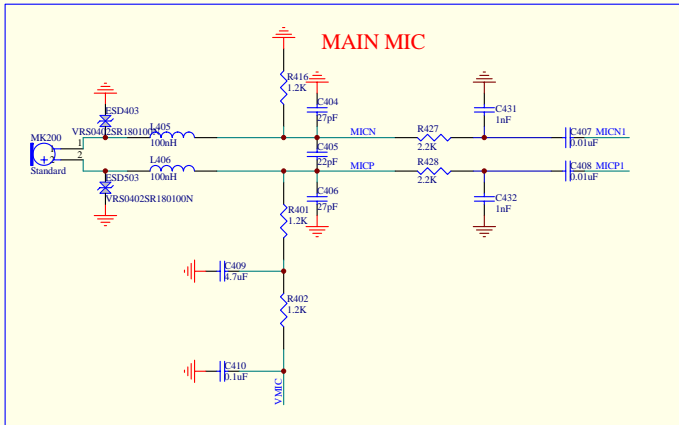 MAIN MIC
R416
1.2K
ESD403
VRS0402SR180100N
L405
100nH
C404
27pF
C431
1nF
MICN
R427
2.2K
C407 MICN1
0.01uF
MK200
1
2
1
+2
Standard
L406
100nH
C405
22pF
MICP
R428
2.2K
C408 MICP1
0.01uF
ESD503
VRS0402SR180100N
C406
27pF
C432
1nF
R401
1.2K
C409
4.7uF
R402
1.2K
C410
0.1uF
VMIC